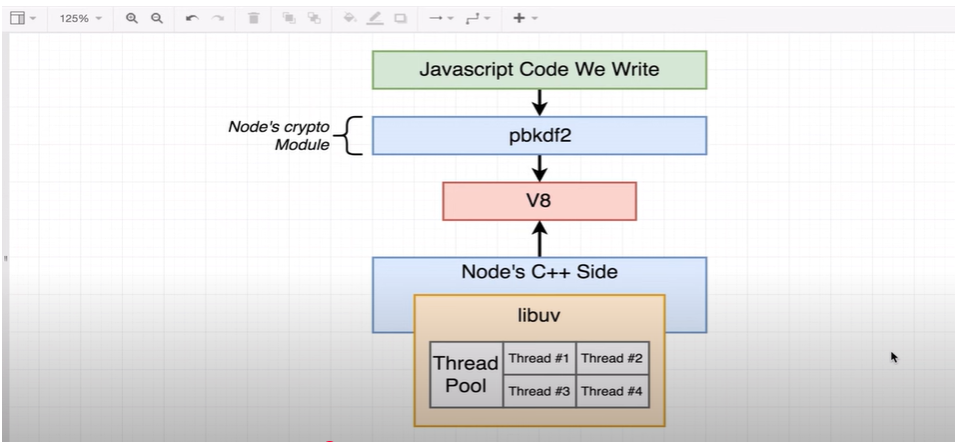 125%
Javascript Code We Write
Node's crypto
Module
pbkdf2
V8
Node's C++ Side
libuv
Thread
Pool
Thread #1
Thread #2
Thread #3
Thread #4